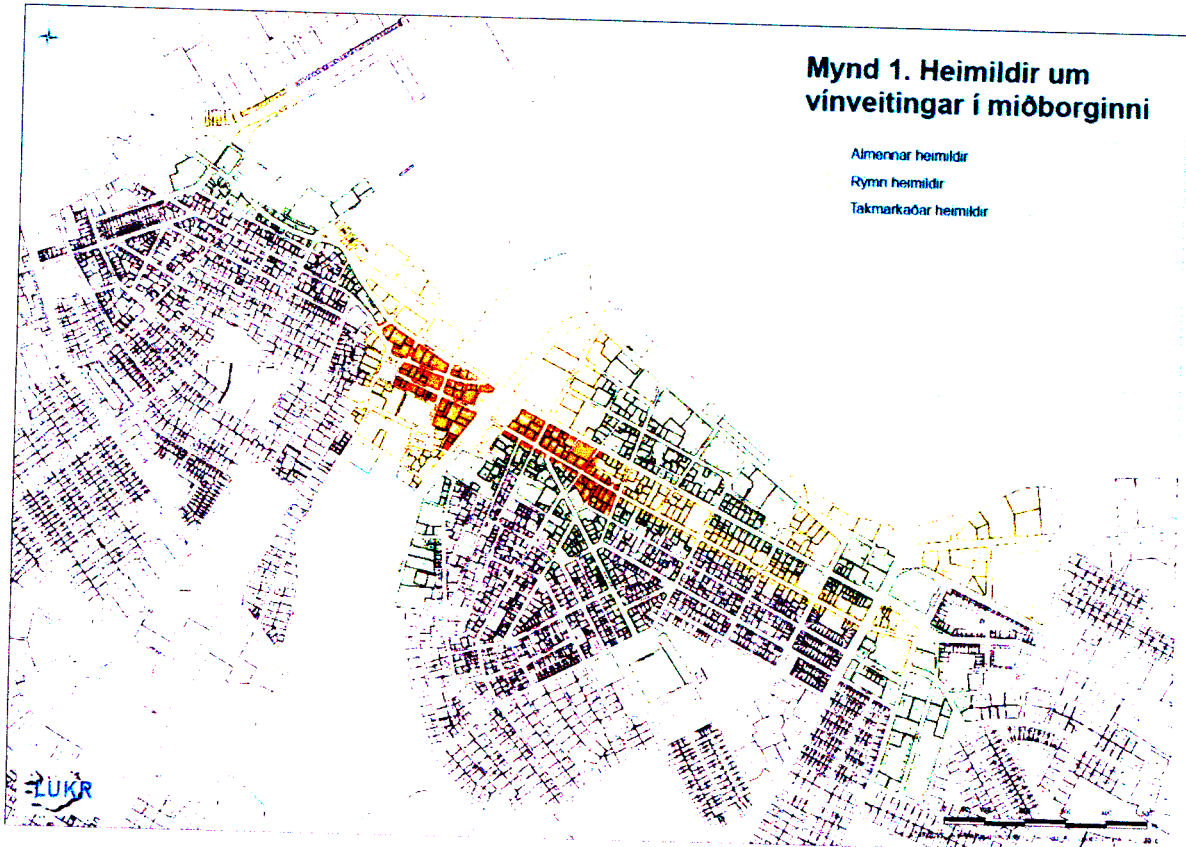 Mynd 1. Heimildir um
vínveitingar í miðborginni
Almennar heimildir
Rýmri heimildir
Takmarkaðar heimildir
LUKR